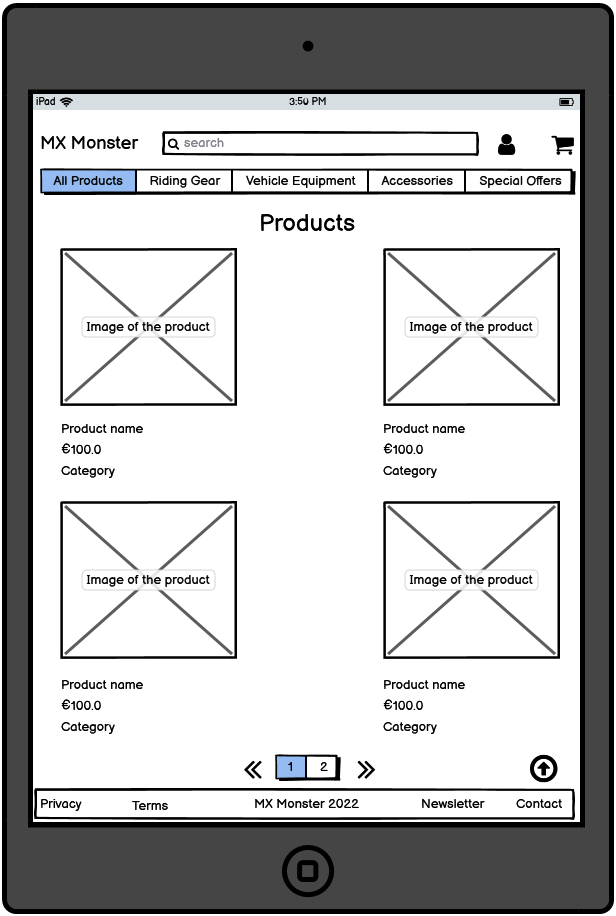 iPad 3:50 PM
MX Monster search
All Products Riding Gear Vehicle Equipment Accessories Special Offers
Products
Image of the product Image of the product
Product name Product name
€100.0 €100.0
Category Category
Image of the product Image of the product
Product name Product name
€100.0 €100.0
Category Category
1 2
Privacy Terms MX Monster 2022 Newsletter Contact